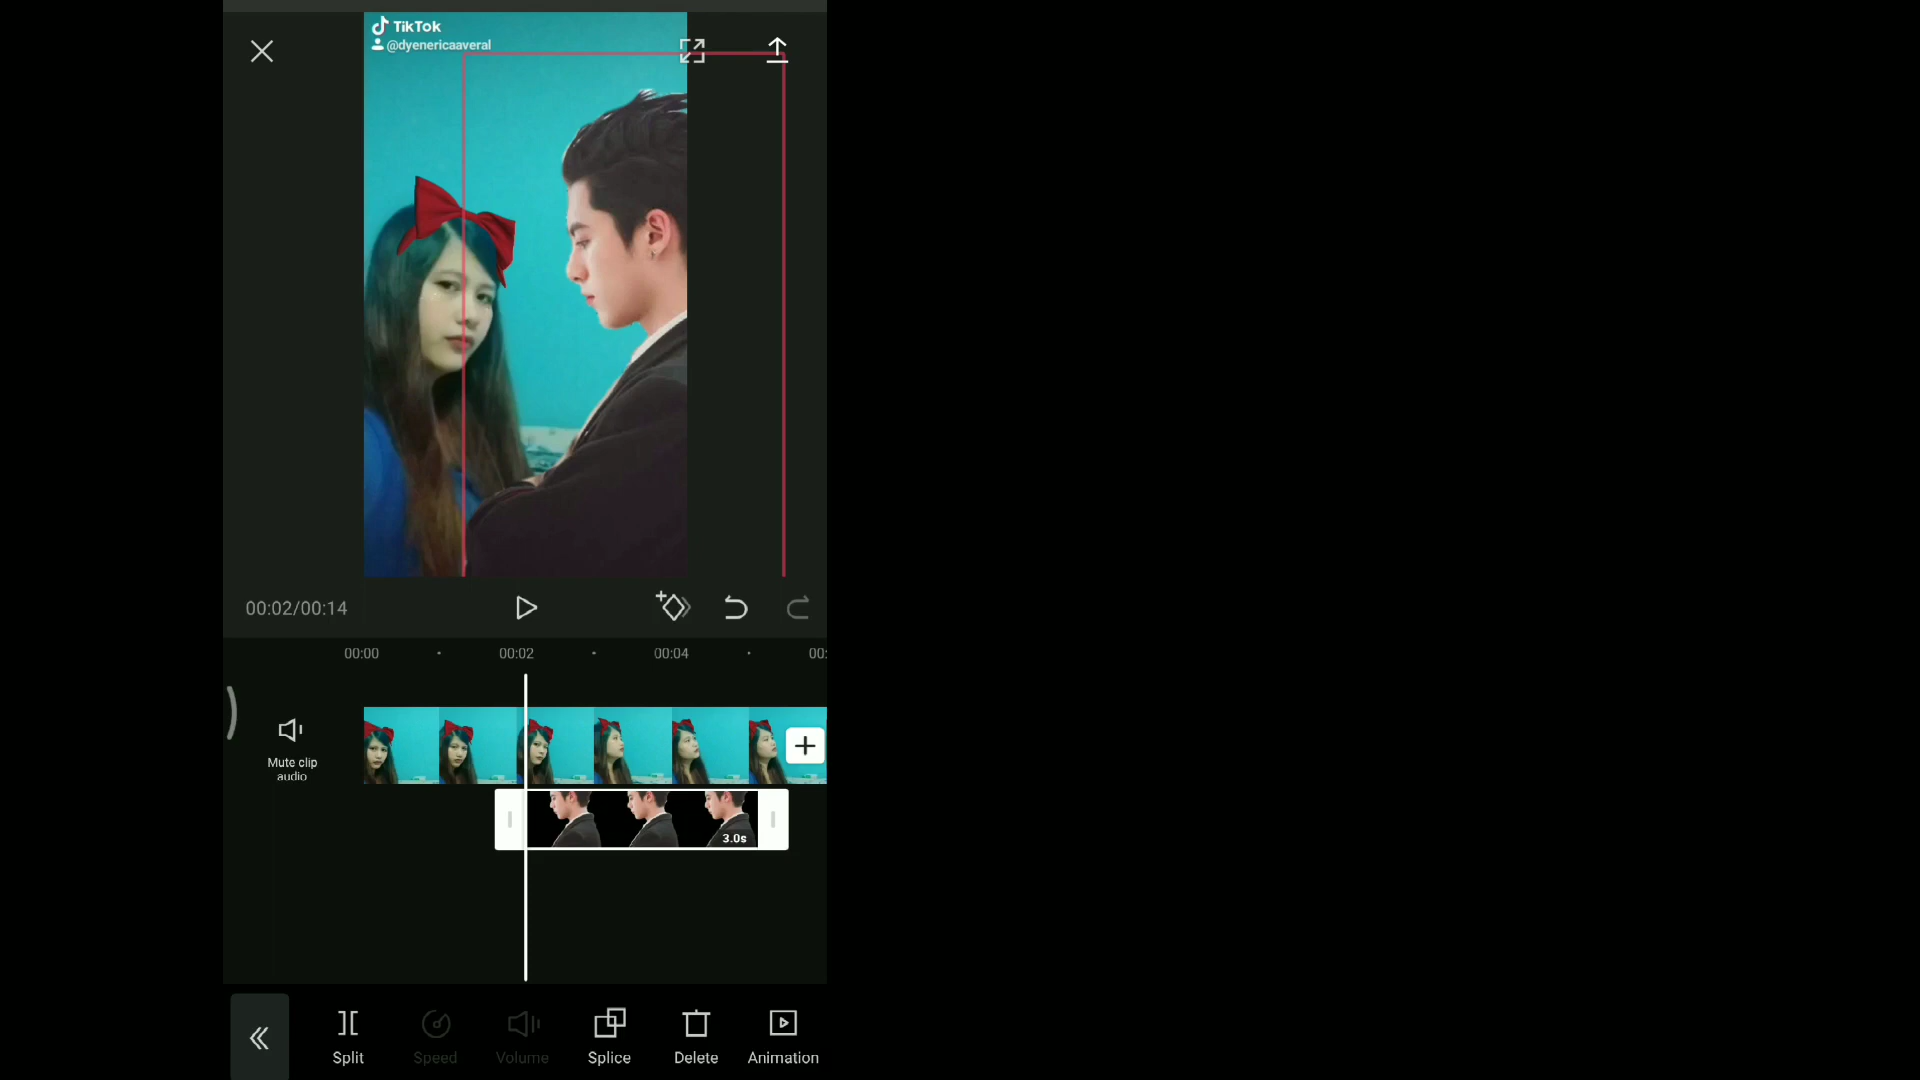 TikTok
@dyenericaaveral
00:02/00:14
00:00
00:02
00:04
00:
Mute clip
audio
3.0s
Split
Speed
Volume
Splice
Delete
Animation